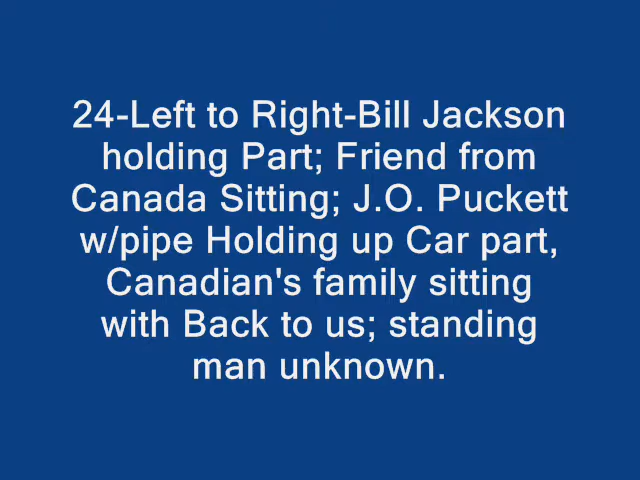 24-Left to Right-Bill Jackson
holding Part; Friend from
Canada Sitting; J.O. Puckett
w/pipe Holding up Car part,
Canadian's family sitting
with Back to us; standing
man unknown.